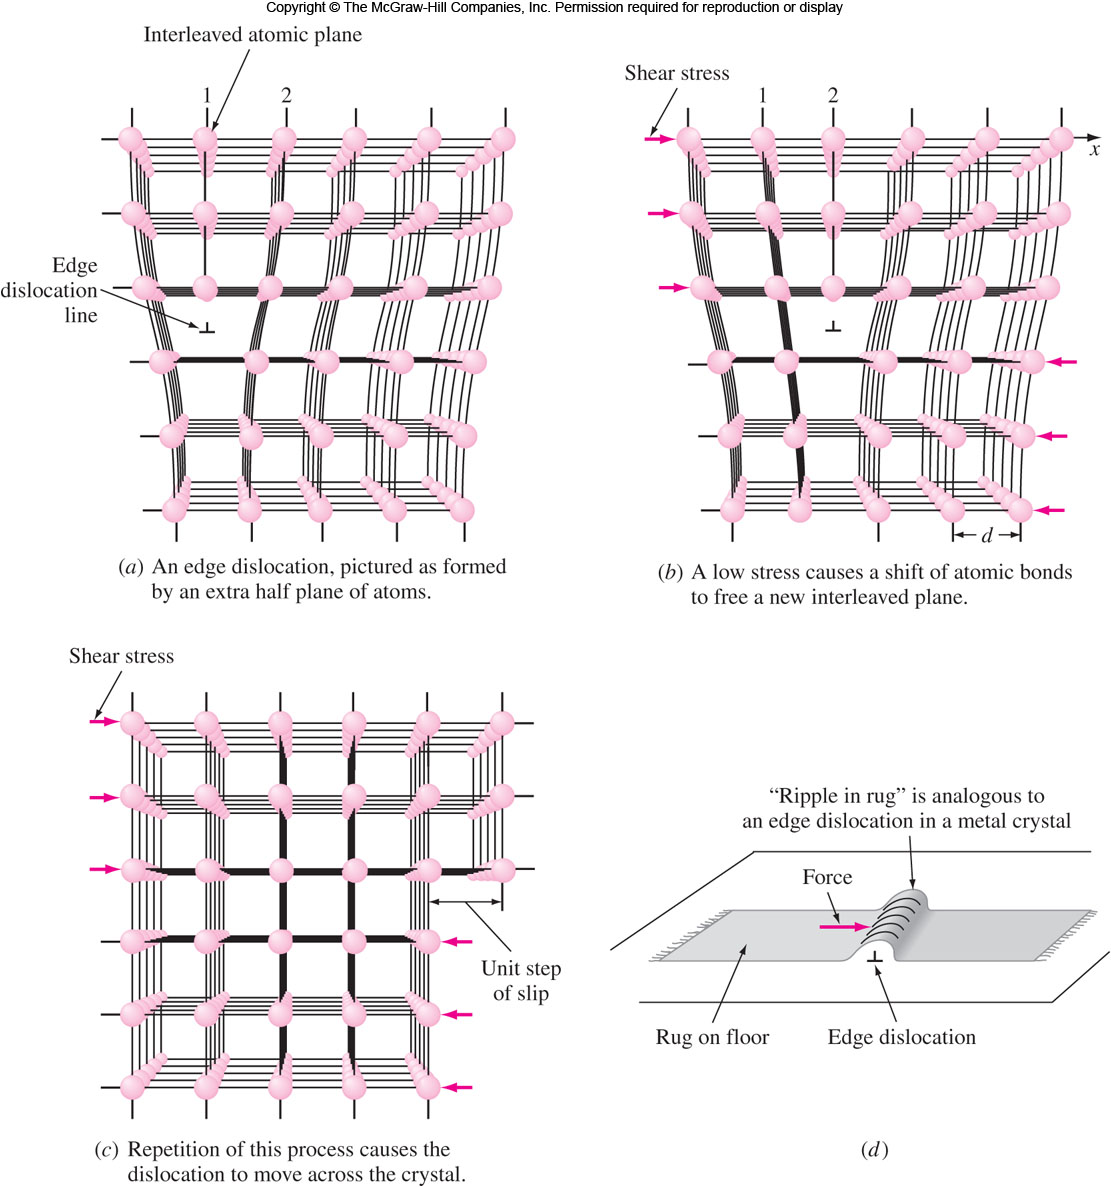 Copyright © The McGraw-Hill Companies, Inc. Permission required for reproduction or display
Interleaved atomic plane
1
2
Edge
dislocation
line
(a) An edge dislocation, pictured as formed
by an extra half plane of atoms.
Shear stress
1
2
x
d
(b) A low stress causes a shift of atomic bonds
to free a new interleaved plane.
Shear stress
Unit step
of slip
(c) Repetition of this process causes the
dislocation to move across the crystal.
“Ripple in rug” is analogous to
an edge dislocation in a metal crystal
Force
Rug on floor
Edge dislocation
(d)